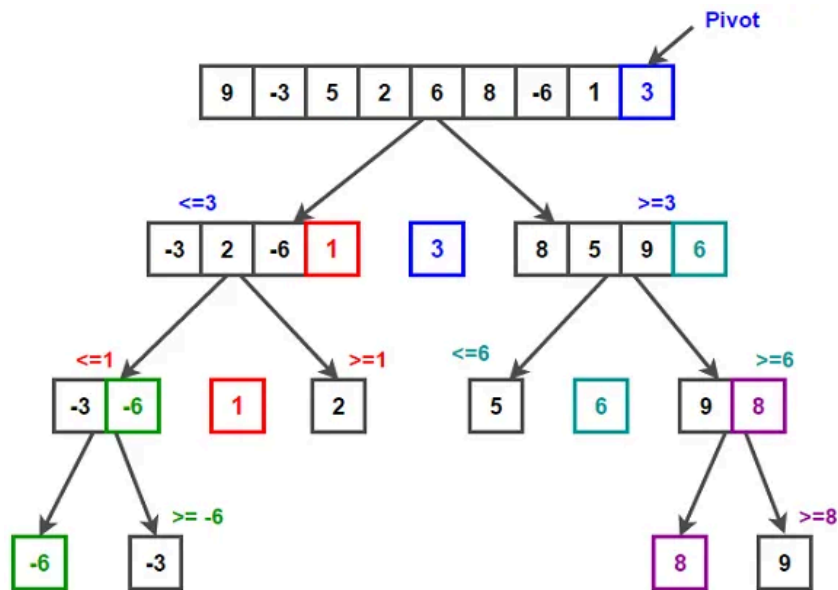 Pivot
9 -3 5 2 6 8 -6 1 3
<=3 >=3
-3 2 -6 1 3 8 5 9 6
<=1 >=1 <=6 >=6
-3 -6 1 2 5 6 9 8
>= -6 >=8
-6 -3 8 9